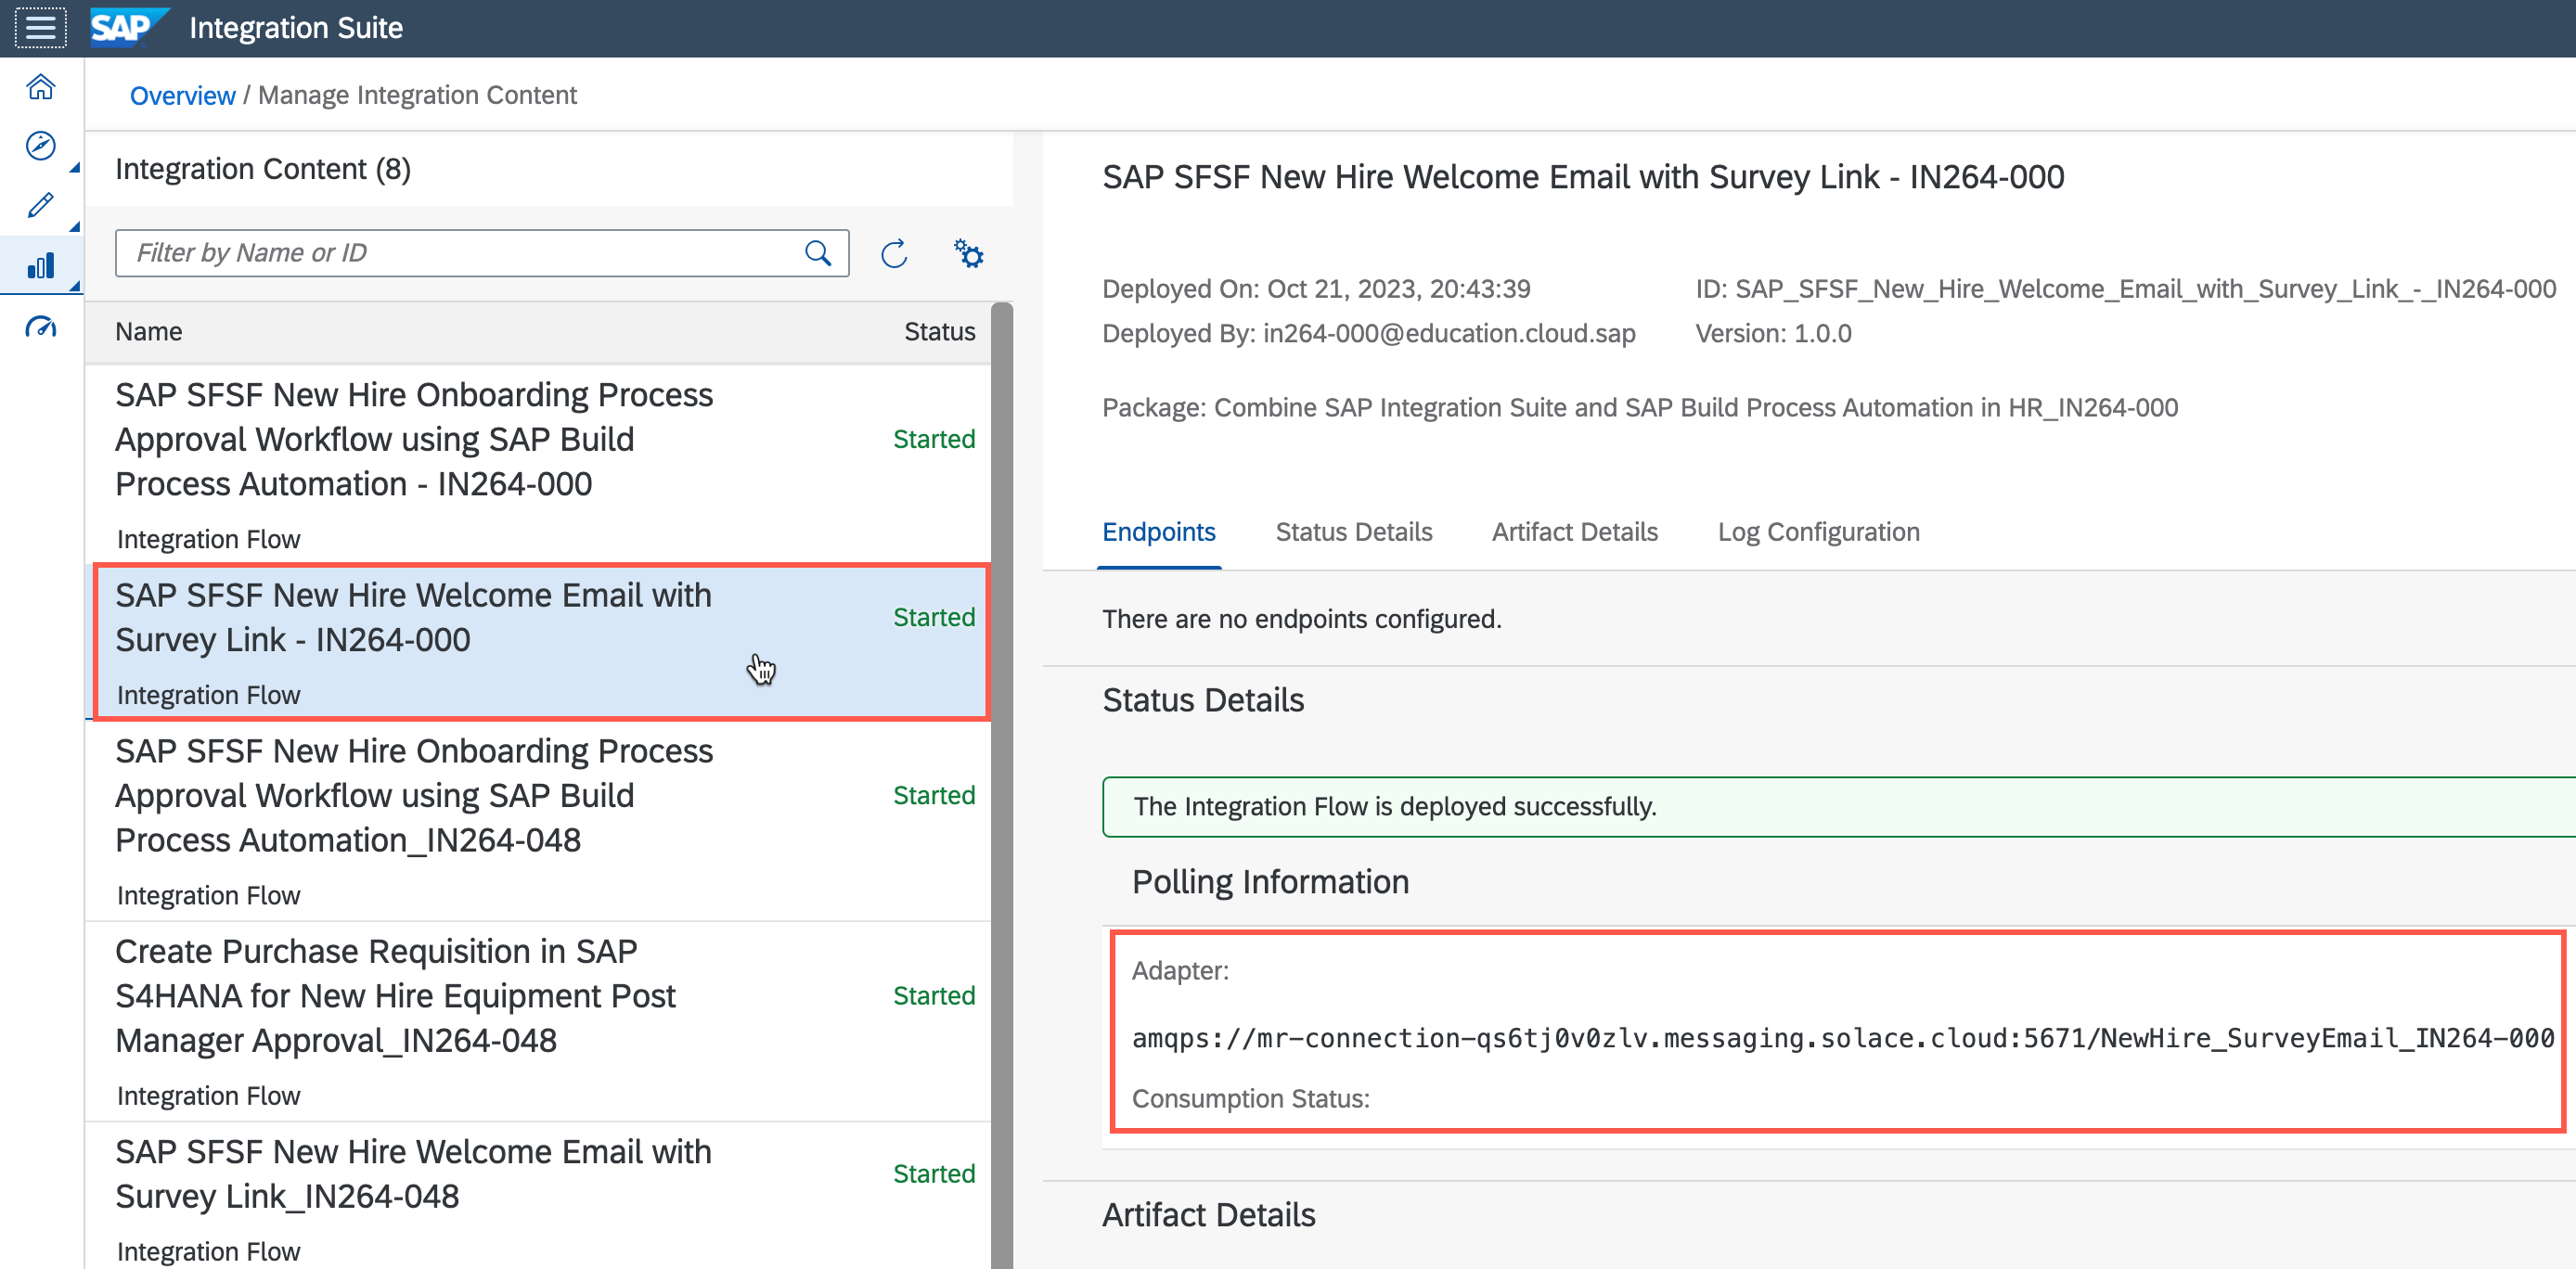 SAP Integration Suite
Overview / Manage Integration Content
Integration Content (8)
Filter by Name or ID
Name Status
SAP SFSF New Hire Onboarding Process
Approval Workflow using SAP Build
Process Automation - IN264-000
Started
Integration Flow
SAP SFSF New Hire Welcome Email with
Survey Link - IN264-000
Started
Integration Flow
SAP SFSF New Hire Onboarding Process
Approval Workflow using SAP Build
Process Automation_IN264-048
Started
Integration Flow
Create Purchase Requisition in SAP
S4HANA for New Hire Equipment Post
Manager Approval_IN264-048
Started
Integration Flow
SAP SFSF New Hire Welcome Email with
Survey Link_IN264-048
Started
Integration Flow
SAP SFSF New Hire Welcome Email with Survey Link - IN264-000
Deployed On: Oct 21, 2023, 20:43:39
ID: SAP_SFSF_New_Hire_Welcome_Email_with_Survey_Link_-_IN264-000
Deployed By: in264-000@education.cloud.sap
Version: 1.0.0
Package: Combine SAP Integration Suite and SAP Build Process Automation in HR_IN264-000
Endpoints Status Details Artifact Details Log Configuration
There are no endpoints configured.
Status Details
The Integration Flow is deployed successfully.
Polling Information
Adapter:
amqps://mr-connection-qs6tj0v0zlv.messaging.solace.cloud:5671/NewHire_SurveyEmail_IN264-000
Consumption Status:
Artifact Details